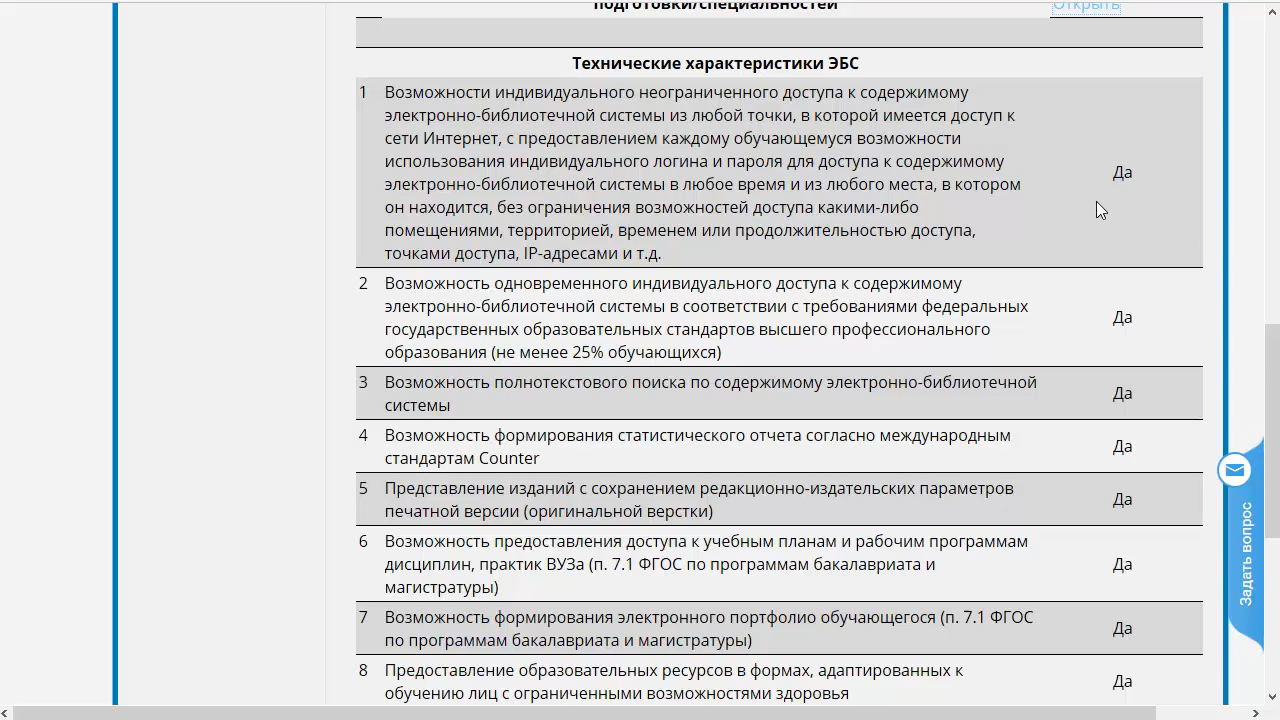 подготовки/специальностей
Открыть
Технические характеристики ЭБС
1 Возможности индивидуального неограниченного доступа к содержимому
электронно-библиотечной системы из любой точки, в которой имеется доступ к
сети Интернет, с предоставлением каждому обучающемуся возможности
использования индивидуального логина и пароля для доступа к содержимому
электронно-библиотечной системы в любое время и из любого места, в котором
он находится, без ограничения возможностей доступа какими-либо
помещениями, территорией, временем или продолжительностью доступа,
точками доступа, IP-адресами и т.д.
Да
2 Возможность одновременного индивидуального доступа к содержимому
электронно-библиотечной системы в соответствии с требованиями федеральных
государственных образовательных стандартов высшего профессионального
образования (не менее 25% обучающихся)
Да
3 Возможность полнотекстового поиска по содержимому электронно-библиотечной
системы
Да
4 Возможность формирования статистического отчета согласно международным
стандартам Counter
Да
5 Представление изданий с сохранением редакционно-издательских параметров
печатной версии (оригинальной верстки)
Да
6 Возможность предоставления доступа к учебным планам и рабочим программам
дисциплин, практик ВУЗа (п. 7.1 ФГОС по программам бакалавриата и
магистратуры)
Да
7 Возможность формирования электронного портфолио обучающегося (п. 7.1 ФГОС
по программам бакалавриата и магистратуры)
Да
8 Предоставление образовательных ресурсов в формах, адаптированных к
обучению лиц с ограниченными возможностями здоровья
Да
Задать вопрос